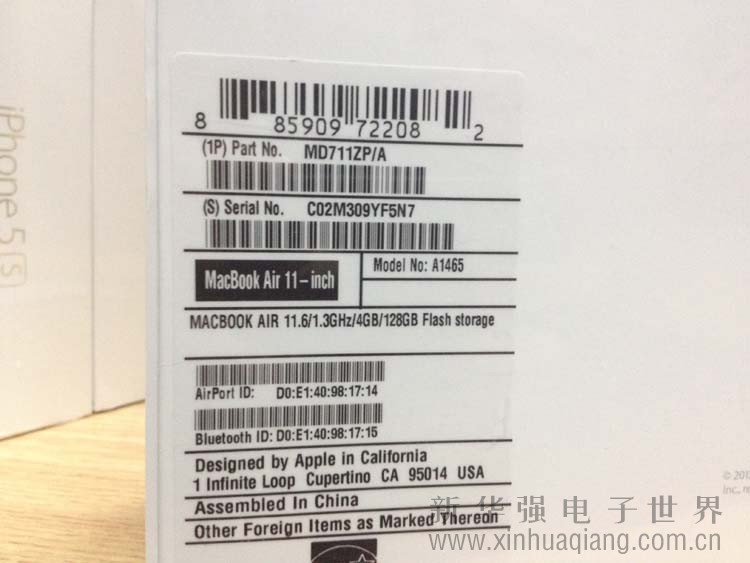 iPhone 5s
8 85909 72208 2
(1P) Part No. MD711ZP/A
(S) Serial No. C02M309YF5N7
MacBook Air 11-inch
Model No: A1465
MACBOOK AIR 11.6/1.3GHz/4GB/128GB Flash storage
AirPort ID: D0:E1:40:98:17:14
Bluetooth ID: D0:E1:40:98:17:15
Designed by Apple in California
1 Infinite Loop Cupertino CA 95014 USA
Assembled In China
Other Foreign Items as Marked Thereon
新华强电子世界
www.xinhuaqiang.com.cn
Inc.